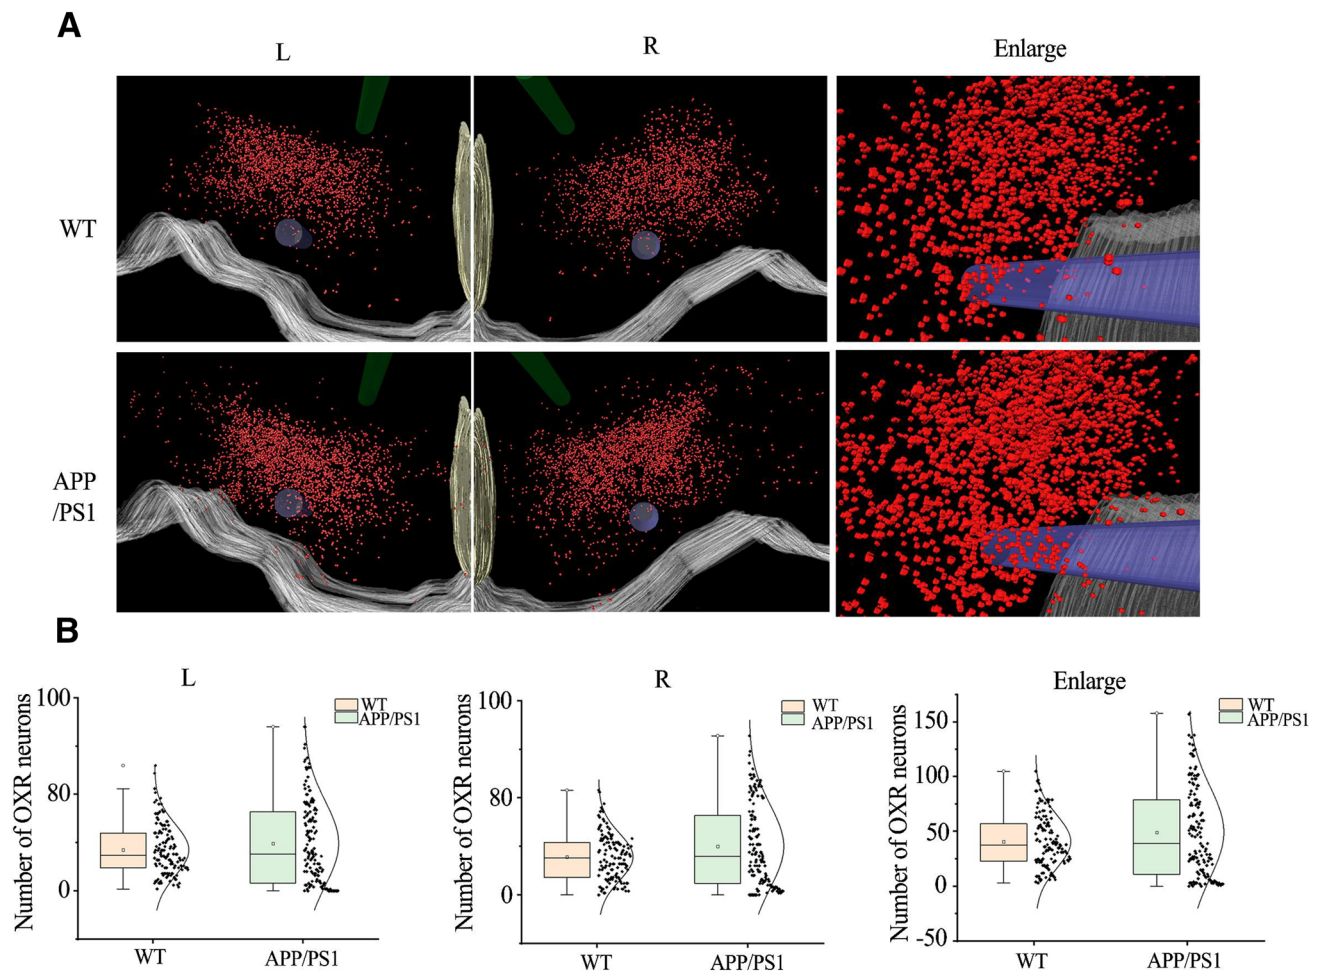 A
L
R
Enlarge
WT
APP
/PS1
B
L
Number of OXR neurons
100
80
0
WT
APP/PS1
WT
APP/PS1
R
Number of OXR neurons
100
80
0
WT
APP/PS1
WT
APP/PS1
Enlarge
Number of OXR neurons
150
100
50
0
-50
WT
APP/PS1
WT
APP/PS1